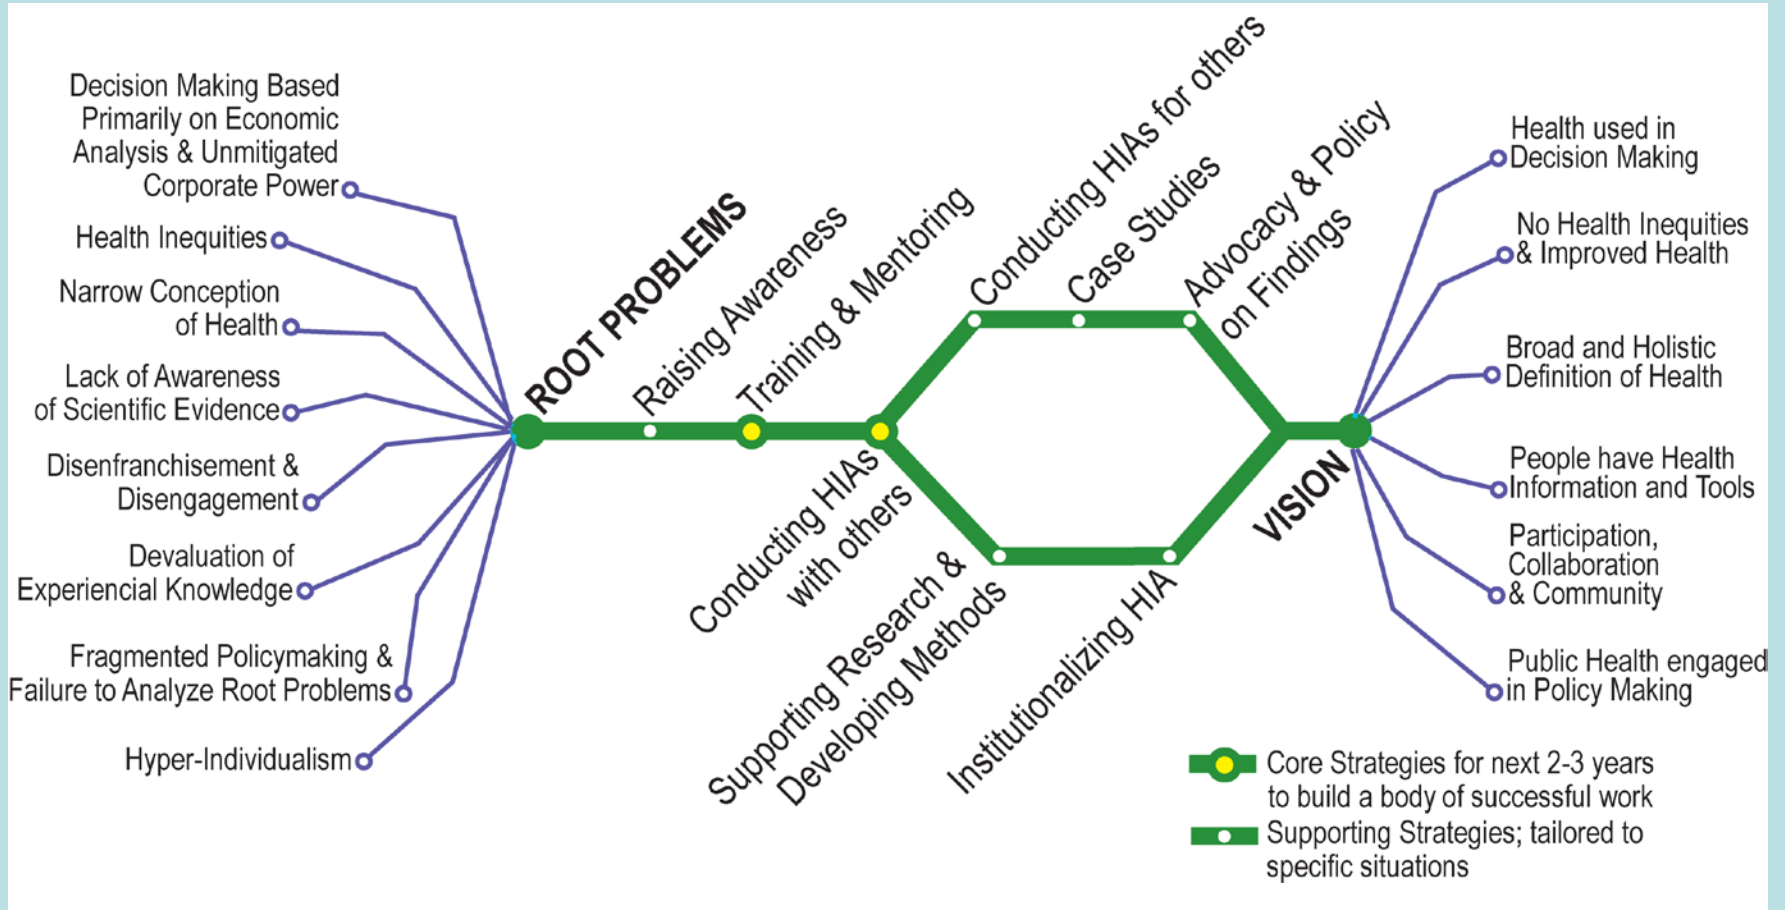 Decision Making Based
Primarily on Economic
Analysis & Unmitigated
Corporate Power
Health Inequities
Narrow Conception
of Health
Lack of Awareness
of Scientific Evidence
Disenfranchisement &
Disengagement
Devaluation of
Experiencial Knowledge
Fragmented Policymaking &
Failure to Analyze Root Problems
Hyper-Individualism
ROOT PROBLEMS
Raising Awareness
Training & Mentoring
Conducting HIAs
with others
Conducting HIAs for others
Case Studies
Advocacy & Policy
on Findings
Supporting Research &
Developing Methods
Institutionalizing HIA
VISION
Health used in
Decision Making
No Health Inequities
& Improved Health
Broad and Holistic
Definition of Health
People have Health
Information and Tools
Participation,
Collaboration
& Community
Public Health engaged
in Policy Making
Core Strategies for next 2-3 years
to build a body of successful work
Supporting Strategies; tailored to
specific situations